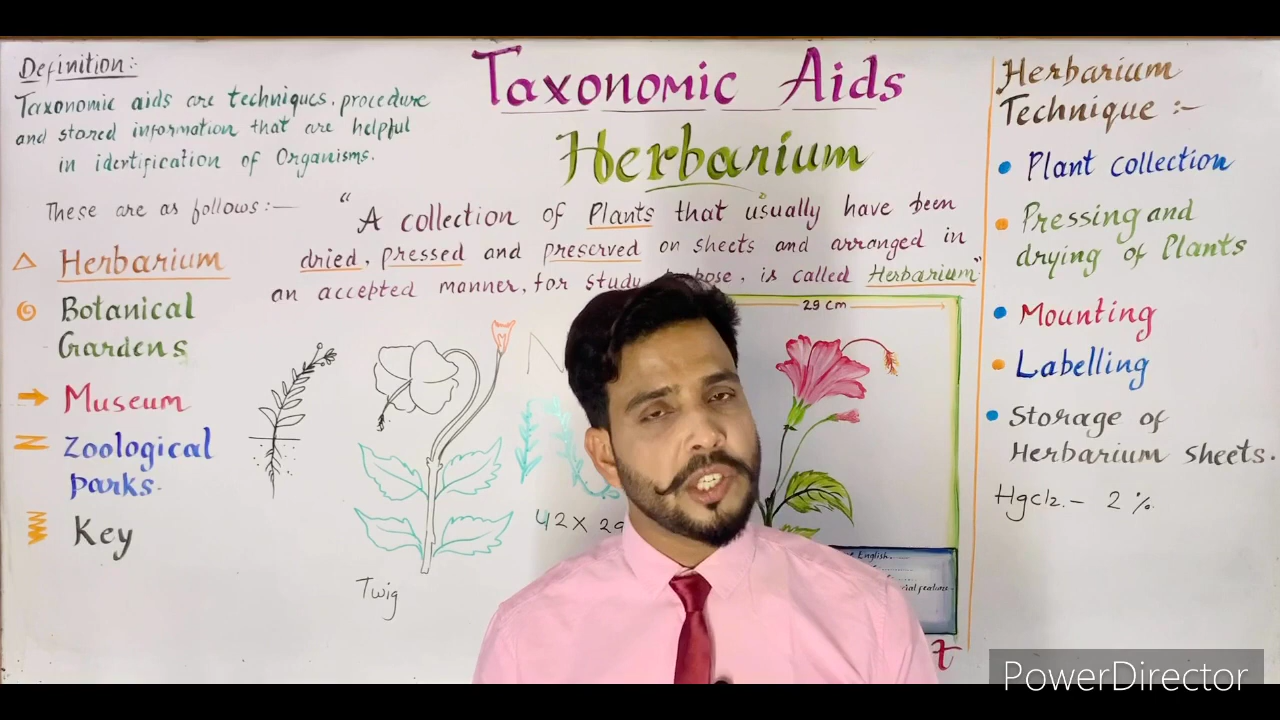 Definition:-
Taxonomic aids are techniques, procedure
and stored information that are helpful
in identification of Organisms.
These are as follows:—
Herbarium
Botanical
Gardens
Museum
Zoological
parks.
Key
Taxonomic Aids
Herbarium
"A collection of Plants that usually have been
dried, pressed and preserved on sheets and arranged in
an accepted manner, for study is called Herbarium"
29 cm
42 x 29
Twig
English.
feature.
Herbarium
Technique:-
Plant collection
Pressing and
drying of Plants
Mounting
Labelling
Storage of
Herbarium sheets.
Hgcl2.- 2 %.
PowerDirector